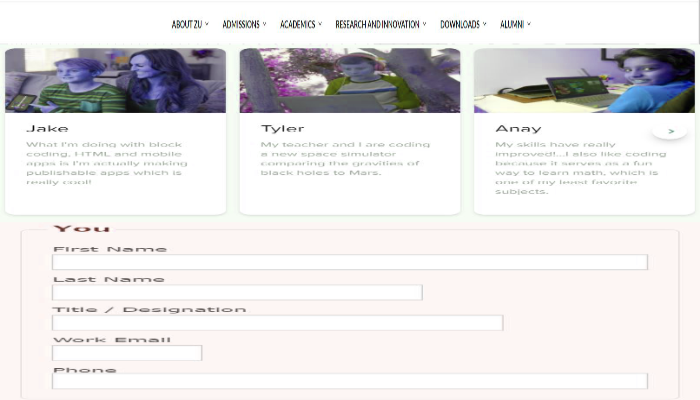 ABOUT ZU ADMISSIONS ACADEMICS RESEARCH AND INNOVATION DOWNLOADS ALUMNI
Jake
What I'm doing with block
coding, HTML and mobile
apps is I'm actually making
publishable apps which is
really cool!
Tyler
My teacher and I are coding
a new space simulator
comparing the gravities of
black holes to Mars.
Anay
My skills have really
improved!...I also like coding
because it serves as a fun
way to learn math, which is
one of my least favorite
subjects.
>
You
First Name
Last Name
Title / Designation
Work Email
Phone